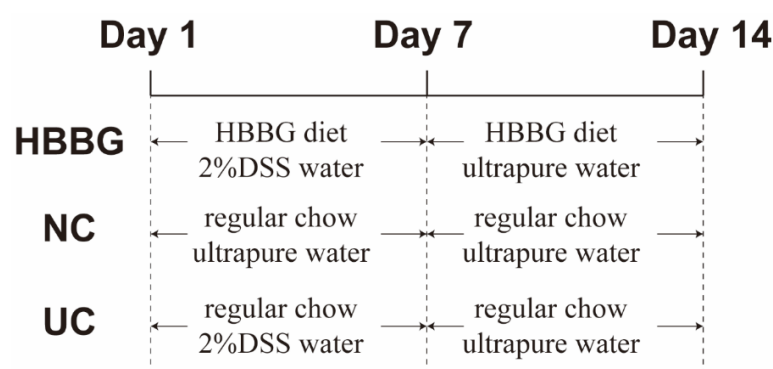 Day 1 Day 7 Day 14
HBBG HBBG diet HBBG diet
2%DSS water ultrapure water
NC regular chow regular chow
ultrapure water ultrapure water
UC regular chow regular chow
2%DSS water ultrapure water